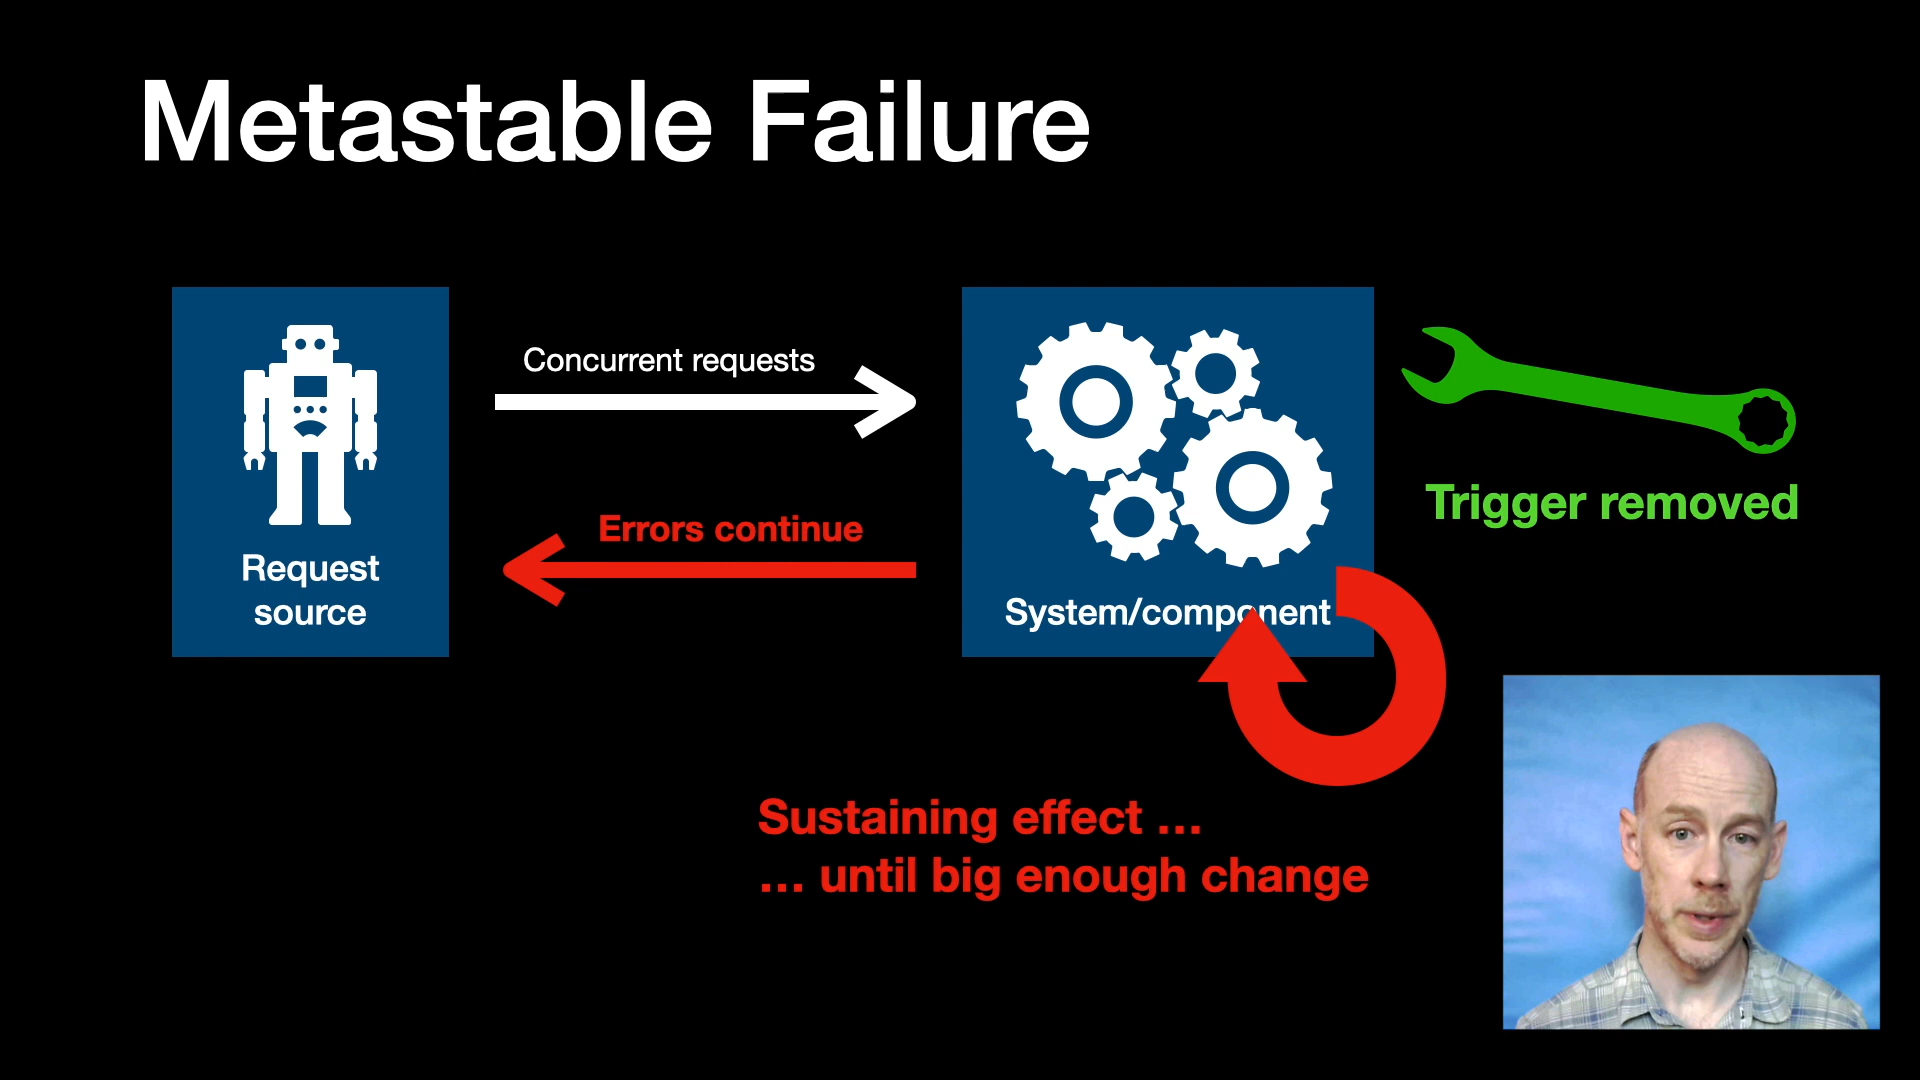 Metastable Failure
Concurrent requests
Errors continue
Request
source
System/component
Trigger removed
Sustaining effect ...
... until big enough change